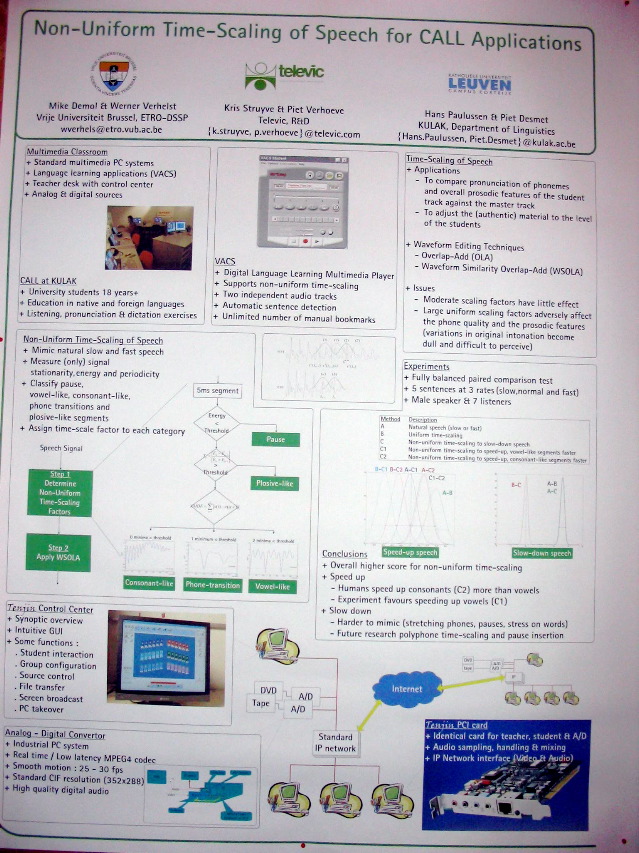 Non-Uniform Time-Scaling of Speech for CALL Applications
televic
KATHOLIEKE UNIVERSITEIT
LEUVEN
CAMPUS KORTRIJK
Mike Demol & Werner Verhelst
Vrije Universiteit Brussel, ETRO-DSSP
wverhels@etro.vub.ac.be
Kris Struyve & Piet Verhoeve
Televic, R&D
{k.struyve, p.verhoeve}@televic.com
Hans Paulussen & Piet Desmet
KULAK, Department of Linguistics
{Hans.Paulussen, Piet.Desmet}@kulak.ac.be
Multimedia Classroom
+ Standard multimedia PC systems
+ Language learning applications (VACS)
+ Teacher desk with control center
+ Analog & digital sources
CALL at KULAK
+ University students 18 years+
+ Education in native and foreign languages
+ Listening, pronunciation & dictation exercises
VACS
+ Digital Language Learning Multimedia Player
+ Supports non-uniform time-scaling
+ Two independent audio tracks
+ Automatic sentence detection
+ Unlimited number of manual bookmarks
Time-Scaling of Speech
+ Applications
- To compare pronunciation of phonemes
and overall prosodic features of the student
track against the master track
- To adjust the (authentic) material to the level
of the students
+ Waveform Editing Techniques
- Overlap-Add (OLA)
- Waveform Similarity Overlap-Add (WSOLA)
+ Issues
- Moderate scaling factors have little effect
- Large uniform scaling factors adversely affect
the phone quality and the prosodic features
(variations in original intonation become
dull and difficult to perceive)
Non-Uniform Time-Scaling of Speech
+ Mimic natural slow and fast speech
+ Measure (only) signal
stationarity, energy and periodicity
+ Classify pause,
vowel-like, consonant-like,
phone transitions and
plosive-like segments
+ Assign time-scale factor to each category
Speech Signal
Step 1
Determine
Non-Uniform
Time-Scaling
Factors
Step 2
Apply WSOLA
5ms segment
Energy
<
Threshold
Pause
>
Threshold
Plosive-like
0 minima < threshold
1 minimum < threshold
2 minima < threshold
Consonant-like
Phone-transition
Vowel-like
Experiments
+ Fully balanced paired comparison test
+ 5 sentences at 3 rates (slow,normal and fast)
+ Male speaker & 7 listeners
Method Description
A Natural speech (slow or fast)
B Uniform time-scaling
C Non-uniform time-scaling to slow-down speech
C1 Non-uniform time-scaling to speed-up, vowel-like segments faster
C2 Non-uniform time-scaling to speed-up, consonant-like segments faster
B-C1 B-C2 A-C1 A-C2
C1-C2
A-B
B-C
A-B
A-C
Speed-up speech
Slow-down speech
Conclusions
+ Overall higher score for non-uniform time-scaling
+ Speed up
- Humans speed up consonants (C2) more than vowels
- Experiment favours speeding up vowels (C1)
+ Slow down
- Harder to mimic (stretching phones, pauses, stress on words)
- Future research polyphone time-scaling and pause insertion
Tenjin Control Center
+ Synoptic overview
+ Intuitive GUI
+ Some functions :
. Student interaction
. Group configuration
. Source control
. File transfer
. Screen broadcast
. PC takeover
Analog - Digital Convertor
+ Industrial PC system
+ Real time / Low latency MPEG4 codec
+ Smooth motion : 25 - 30 fps
+ Standard CIF resolution (352x288)
+ High quality digital audio
DVD
Tape
A/D
A/D
Standard
IP network
Internet
DVD
Tape
A/D
A/D
IP
Tenjin PCI card
+ Identical card for teacher, student & A/D
+ Audio sampling, handling & mixing
+ IP Network interface (Video & Audio)